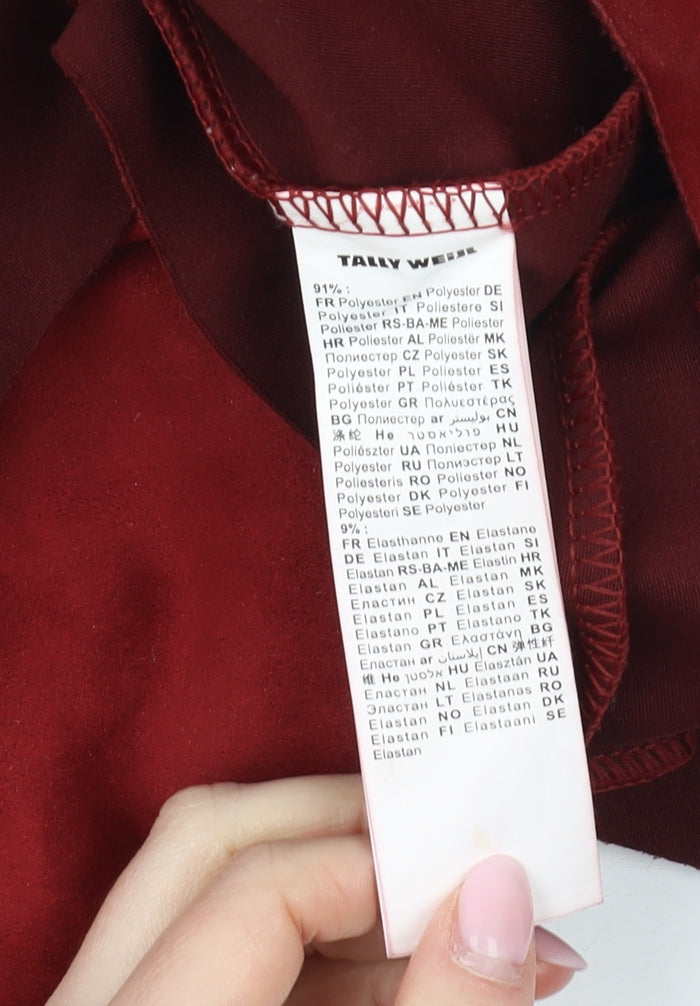 TALLY WEiJL
91% :
FR Polyester EN Polyester DE
Polyester IT Poliestere SI
Poliester RS-BA-ME Poliester
HR Poliester AL Poliestër MK
Полиестер CZ Polyester SK
Polyester PL Poliester ES
Poliéster PT Poliéster TK
Polyester GR Πολυεστέρας
BG Полиестер ar بوليستر CN
涤纶 He פוליאסטר HU
Poliészter UA Поліестер NL
Polyester RU Полиэстер LT
Poliesteris RO Poliester NO
Polyester DK Polyester FI
Polyesteri SE Polyester
9% :
FR Elasthanne EN Elastane
DE Elastan IT Elastan SI
Elastan RS-BA-ME Elastin HR
Elastan AL Elastan MK
Еластин CZ Elastan SK
Elastan PL Elastan ES
Elastano PT Elastano TK
Elastan GR Ελαστάνη BG
Еластан ar إيلاستان CN 弹性纤
维 He אלסטן HU Elasztán UA
Еластан NL Elastaan RU
Эластан LT Elastanas RO
Elastan NO Elastan DK
Elastan FI Elastaani SE
Elastan